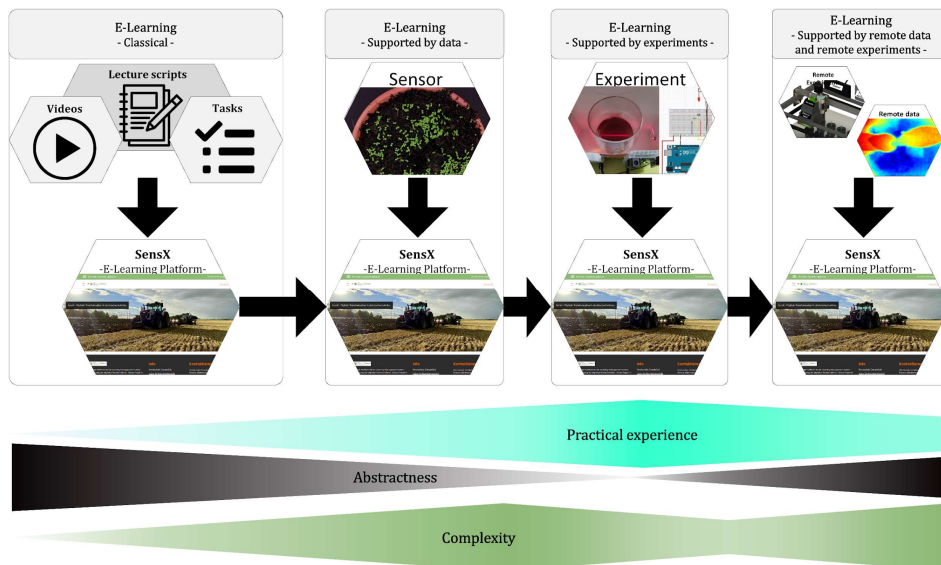 E-Learning
- Classical -
Lecture scripts
Videos
Tasks
E-Learning
- Supported by data -
Sensor
E-Learning
- Supported by experiments -
Experiment
E-Learning
- Supported by remote data
and remote experiments -
Remote
Remote data
SensX
-E-Learning Platform-
SensX
-E-Learning Platform-
SensX
-E-Learning Platform-
SensX
-E-Learning Platform-
Practical experience
Abstractness
Complexity